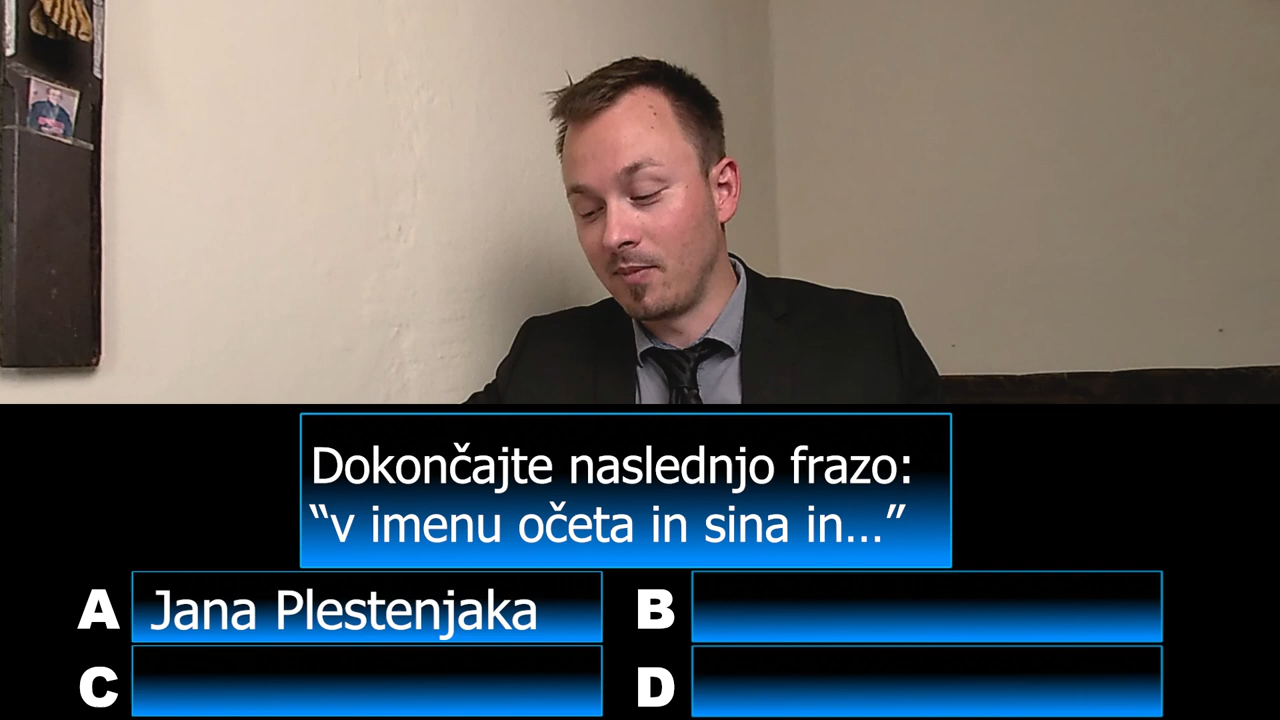 Dokončajte naslednjo frazo:
“v imenu očeta in sina in...”
A Jana Plestenjaka
B
C
D